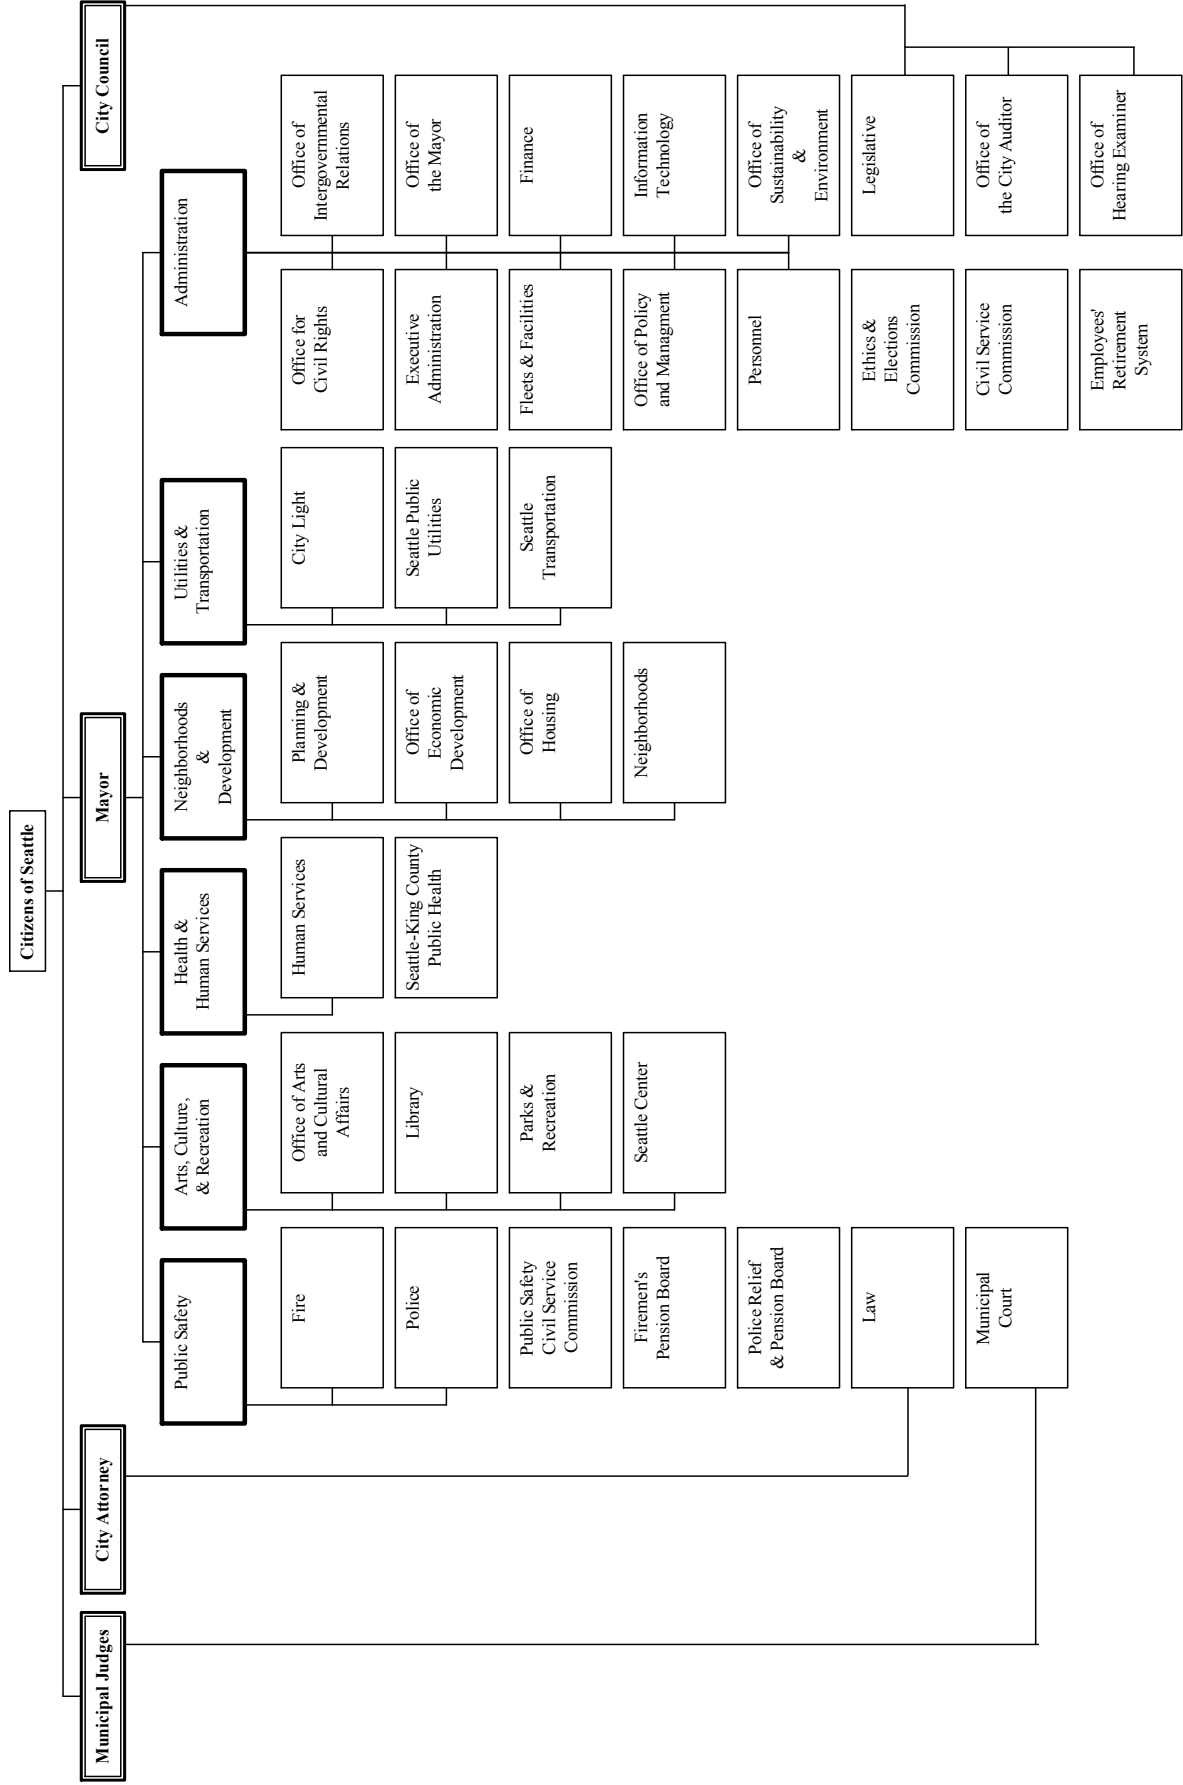 Citizens of Seattle
Municipal Judges
City Attorney
Mayor
City Council
Public Safety
Arts, Culture,
& Recreation
Health &
Human Services
Neighborhoods
&
Development
Utilities &
Transportation
Administration
Fire
Office of Arts
and Cultural
Affairs
Human Services
Planning &
Development
City Light
Office for
Civil Rights
Office of
Intergovernmental
Relations
Police
Library
Seattle-King County
Public Health
Office of
Economic
Development
Seattle Public
Utilities
Executive
Administration
Office of
the Mayor
Public Safety
Civil Service
Commission
Parks &
Recreation
Office of
Housing
Seattle
Transportation
Fleets & Facilities
Finance
Firemen's
Pension Board
Seattle Center
Neighborhoods
Office of Policy
and Managment
Information
Technology
Police Relief
& Pension Board
Personnel
Office of
Sustainability
&
Environment
Law
Ethics &
Elections
Commission
Legislative
Municipal
Court
Civil Service
Commission
Office of
the City Auditor
Employees'
Retirement
System
Office of
Hearing Examiner